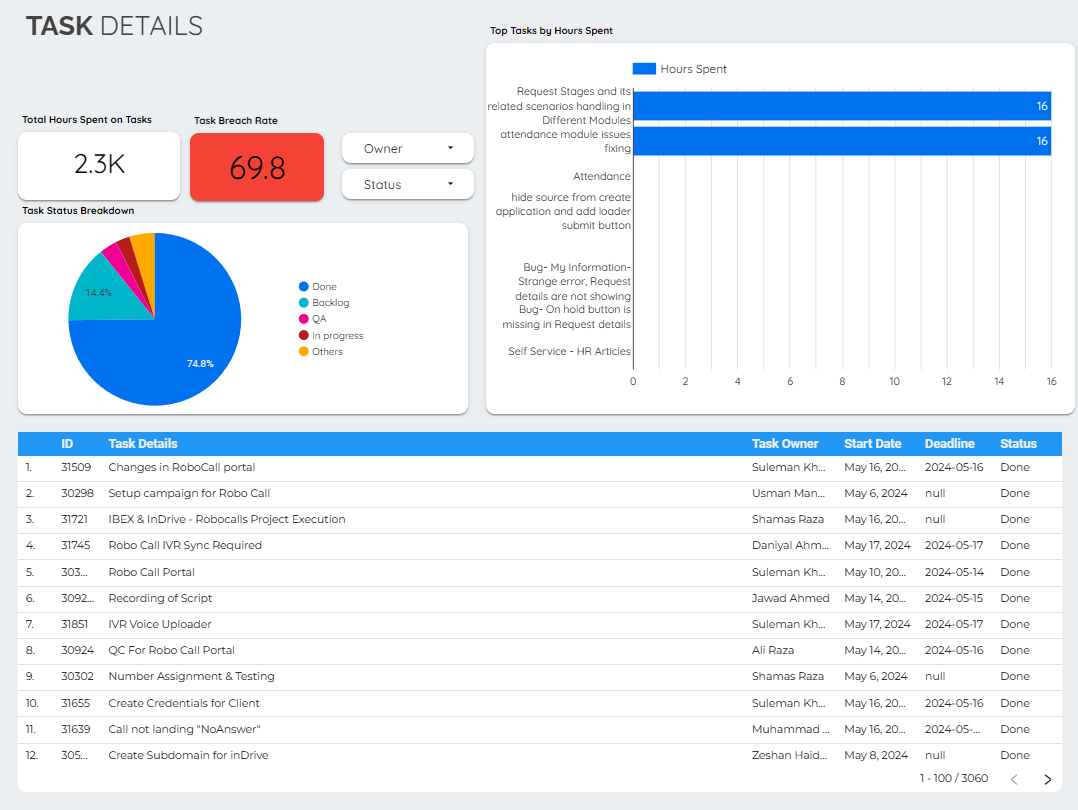 TASK DETAILS
Total Hours Spent on Tasks
2.3K
Task Breach Rate
69.8
Owner
Status
Task Status Breakdown
14.4%
74.8%
Done
Backlog
QA
In progress
Others
Top Tasks by Hours Spent
Hours Spent
Request Stages and its
related scenarios handling in
Different Modules
16
attendance module issues
fixing
16
Attendance
hide source from create
application and add loader
submit button
Bug- My Information-
Strange error, Request
details are not showing
Bug- On hold button is
missing in Request details
Self Service - HR Articles
0 2 4 6 8 10 12 14 16
ID Task Details Task Owner Start Date Deadline Status
1. 31509 Changes in RoboCall portal Suleman Kh... May 16, 20... 2024-05-16 Done
2. 30298 Setup campaign for Robo Call Usman Man... May 6, 2024 null Done
3. 31721 IBEX & InDrive - Robocalls Project Execution Shamas Raza May 16, 20... null Done
4. 31745 Robo Call IVR Sync Required Daniyal Ahm... May 17, 2024 2024-05-17 Done
5. 303... Robo Call Portal Suleman Kh... May 10, 20... 2024-05-14 Done
6. 3092... Recording of Script Jawad Ahmed May 14, 20... 2024-05-15 Done
7. 31851 IVR Voice Uploader Suleman Kh... May 17, 2024 2024-05-17 Done
8. 30924 QC For Robo Call Portal Ali Raza May 14, 20... 2024-05-16 Done
9. 30302 Number Assignment & Testing Shamas Raza May 6, 2024 null Done
10. 31655 Create Credentials for Client Suleman Kh... May 16, 20... 2024-05-16 Done
11. 31639 Call not landing "NoAnswer" Muhammad ... May 16, 20... 2024-05-... Done
12. 305... Create Subdomain for inDrive Zeshan Haid... May 8, 2024 null Done
1 - 100 / 3060